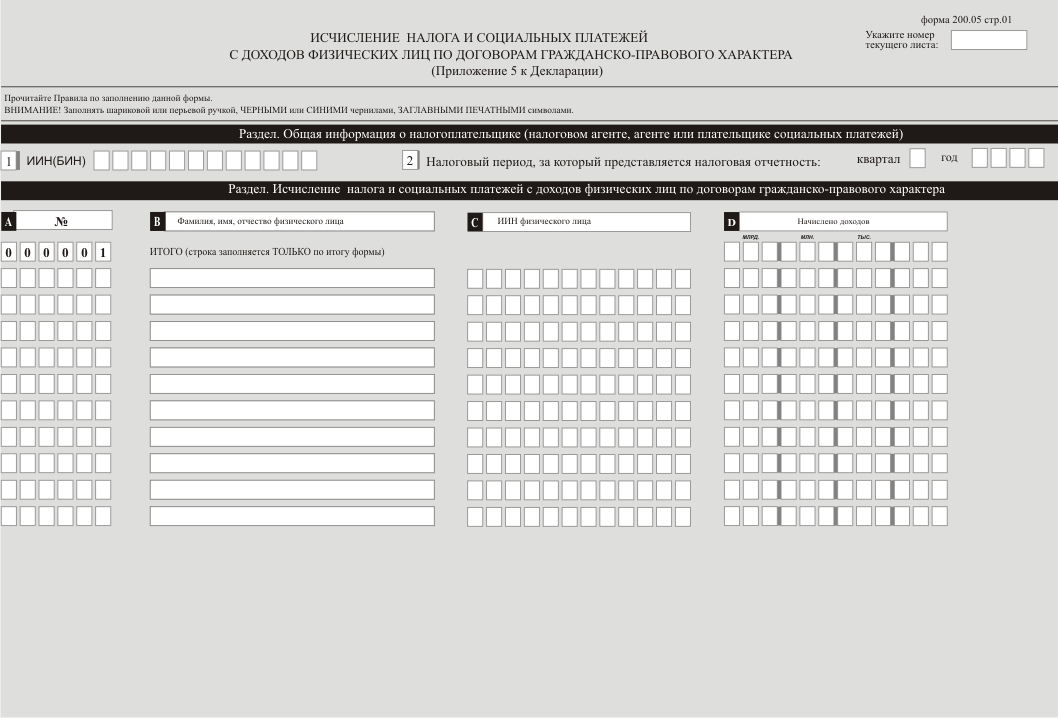 форма 200.05 стр.01
ИСЧИСЛЕНИЕ НАЛОГА И СОЦИАЛЬНЫХ ПЛАТЕЖЕЙ
С ДОХОДОВ ФИЗИЧЕСКИХ ЛИЦ ПО ДОГОВОРАМ ГРАЖДАНСКО-ПРАВОВОГО ХАРАКТЕРА
(Приложение 5 к Декларации)
Укажите номер
текущего листа:
Прочитайте Правила по заполнению данной формы.
ВНИМАНИЕ! Заполнять шариковой или перьевой ручкой, ЧЕРНЫМИ или СИНИМИ чернилами, ЗАГЛАВНЫМИ ПЕЧАТНЫМИ символами.
Раздел. Общая информация о налогоплательщике (налоговом агенте, агенте или плательщике социальных платежей)
1 ИИН(БИН) 2 Налоговый период, за который представляется налоговая отчетность: квартал год
Раздел. Исчисление налога и социальных платежей с доходов физических лиц по договорам гражданско-правового характера
A № B Фамилия, имя, отчество физического лица C ИИН физического лица D Начислено доходов
МЛРД. МЛН. ТЫС.
0 0 0 0 0 1 ИТОГО (строка заполняется ТОЛЬКО по итогу формы)